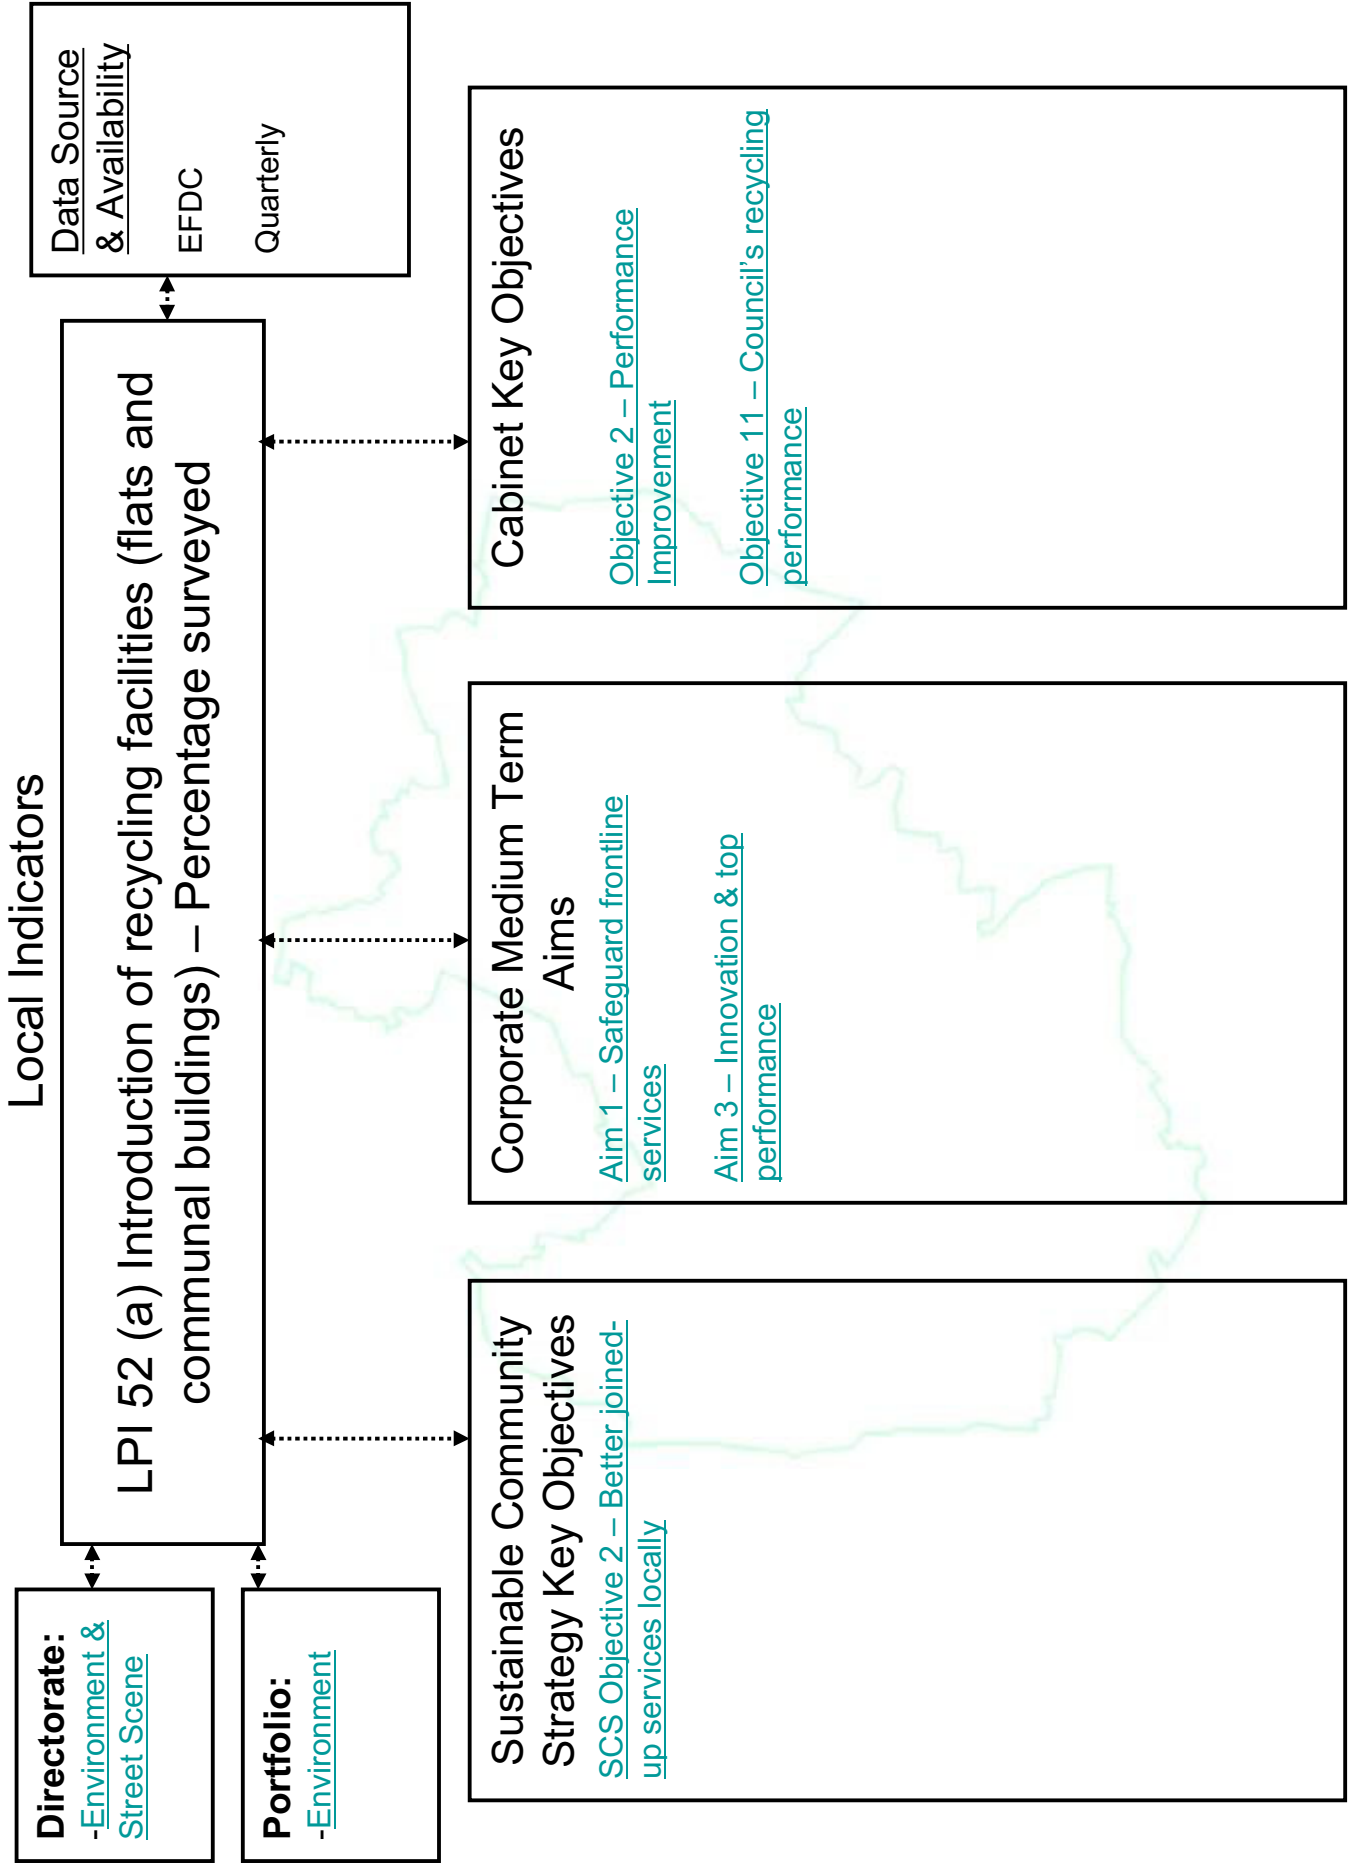 Local Indicators
Directorate:
-Environment &
Street Scene
Portfolio:
-Environment
LPI 52 (a) Introduction of recycling facilities (flats and
communal buildings) – Percentage surveyed
Data Source
& Availability
EFDC
Quarterly
Sustainable Community
Strategy Key Objectives
SCS Objective 2 – Better joined-
up services locally
Corporate Medium Term
Aims
Aim 1 – Safeguard frontline
services
Aim 3 – Innovation & top
performance
Cabinet Key Objectives
Objective 2 – Performance
Improvement
Objective 11 – Council’s recycling
performance